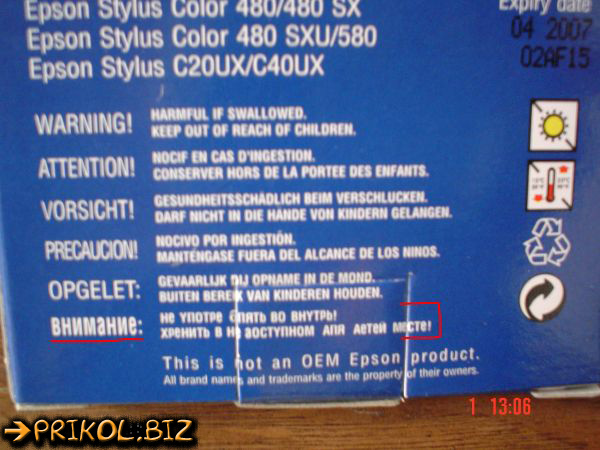 Epson Stylus Color 480/480 SX
Epson Stylus Color 480 SXU/580
Epson Stylus C20UX/C40UX
Expiry date
04 2007
02AF15
WARNING! HARMFUL IF SWALLOWED.
KEEP OUT OF REACH OF CHILDREN.
ATTENTION! NOCIF EN CAS D'INGESTION.
CONSERVER HORS DE LA PORTEE DES ENFANTS.
VORSICHT! GESUNDHEITSSCHÄDLICH BEIM VERSCHLUCKEN.
DARF NICHT IN DIE HANDE VON KINDERN GELANGEN.
PRECAUCION! NOCIVO POR INGESTIÓN.
MANTÉNGASE FUERA DEL ALCANCE DE LOS NINOS.
OPGELET: GEVAARLIJK BIJ OPNAME IN DE MOND.
BUITEN BEREIK VAN KINDEREN HOUDEN.
внимание: не употре блять во внутрь!
хренить в не аоступном апя аетей месте!
This is not an OEM Epson product.
All brand names and trademarks are the property of their owners.
1 13:06
PRIKOL.BIZ